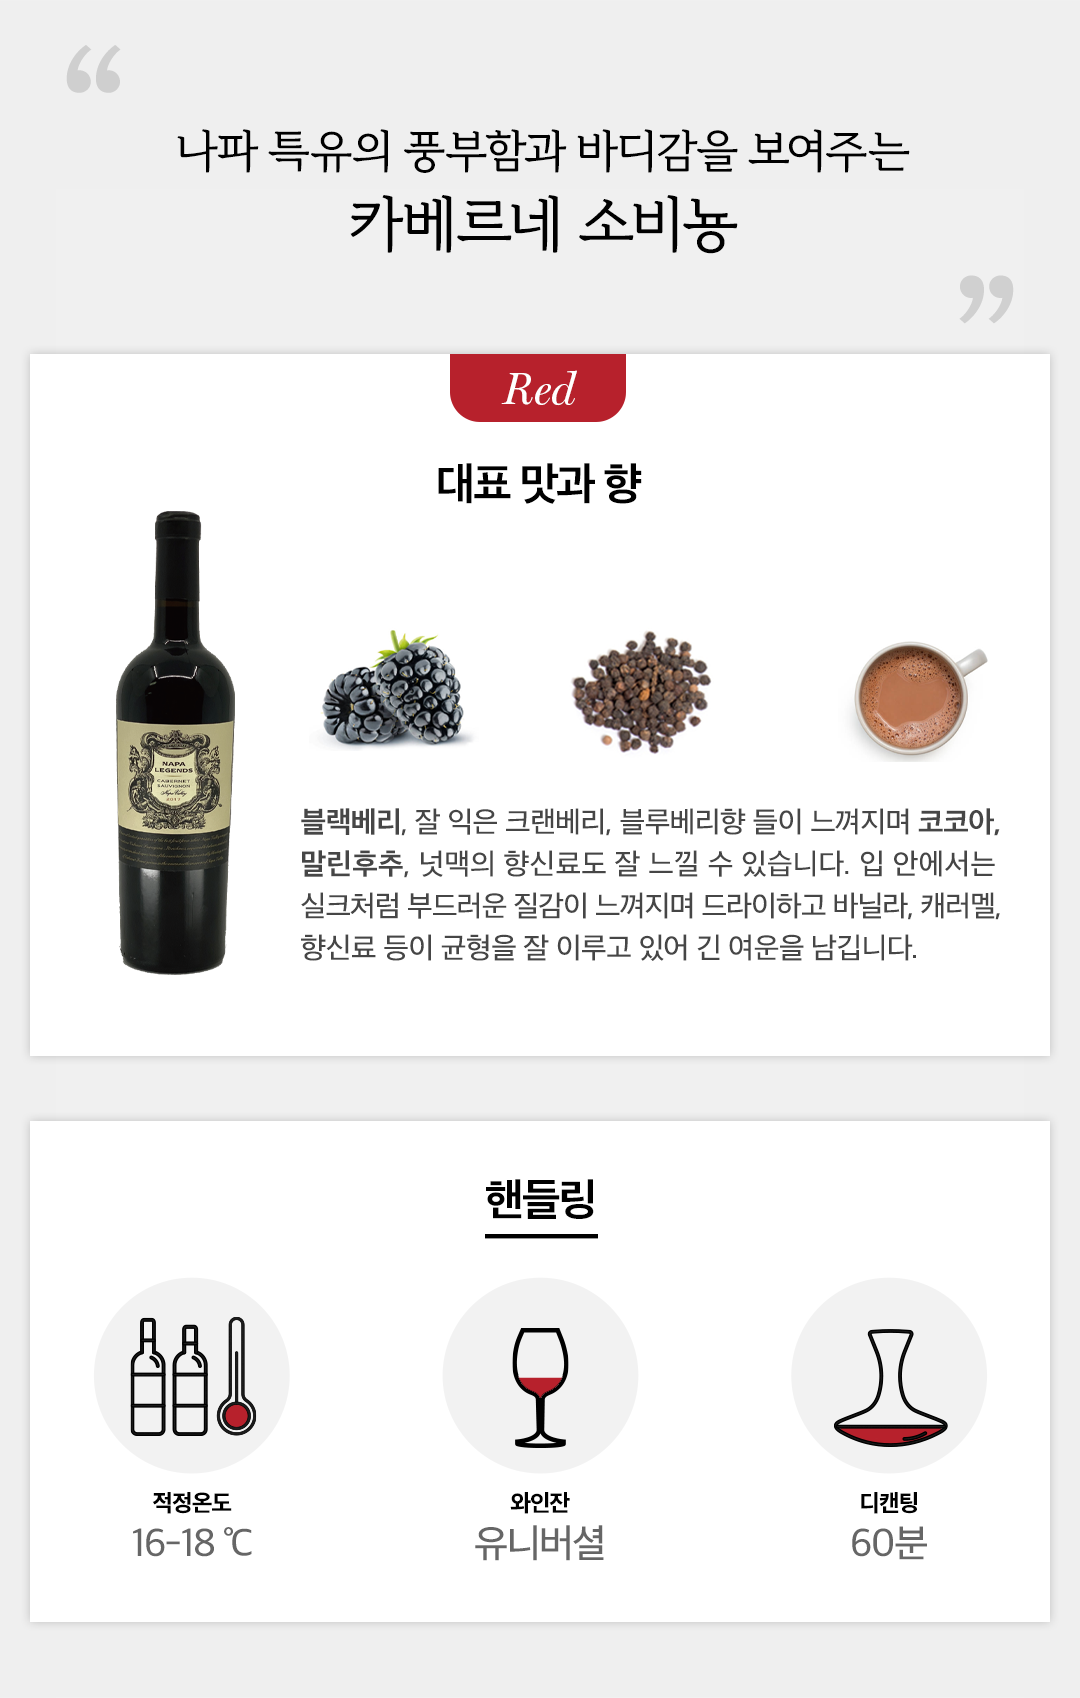 “
나파 특유의 풍부함과 바디감을 보여주는
카베르네 소비뇽
”
Red
대표 맛과 향
NAPA
LEGENDS
CABERNET
SAUVIGNON
Napa Valley
2017
블랙베리, 잘 익은 크랜베리, 블루베리향 들이 느껴지며 코코아,
말린후추, 넛맥의 향신료도 잘 느낄 수 있습니다. 입 안에서는
실크처럼 부드러운 질감이 느껴지며 드라이하고 바닐라, 캐러멜,
향신료 등이 균형을 잘 이루고 있어 긴 여운을 남깁니다.
핸들링
적정온도
16-18 ℃
와인잔
유니버셜
디캔팅
60분